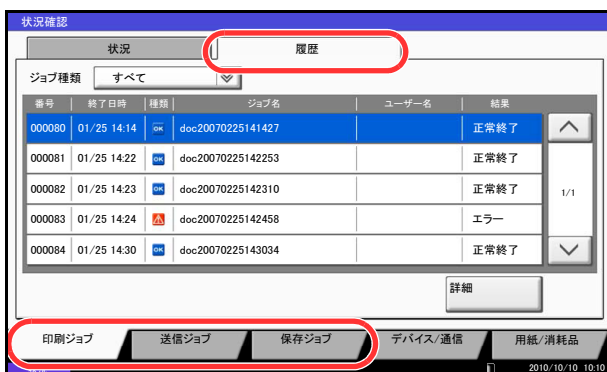 状況確認
状況 履歴
ジョブ種類 すべて
番号 終了日時 種類 ジョブ名 ユーザー名 結果
000080 01/25 14:14 OK doc20070225141427 正常終了
000081 01/25 14:22 OK doc20070225142253 正常終了
000082 01/25 14:23 OK doc20070225142310 正常終了
1/1
000083 01/25 14:24 doc20070225142458 エラー
000084 01/25 14:30 OK doc20070225143034 正常終了
詳細
印刷ジョブ 送信ジョブ 保存ジョブ デバイス/通信 用紙/消耗品
2010/10/10 10:10